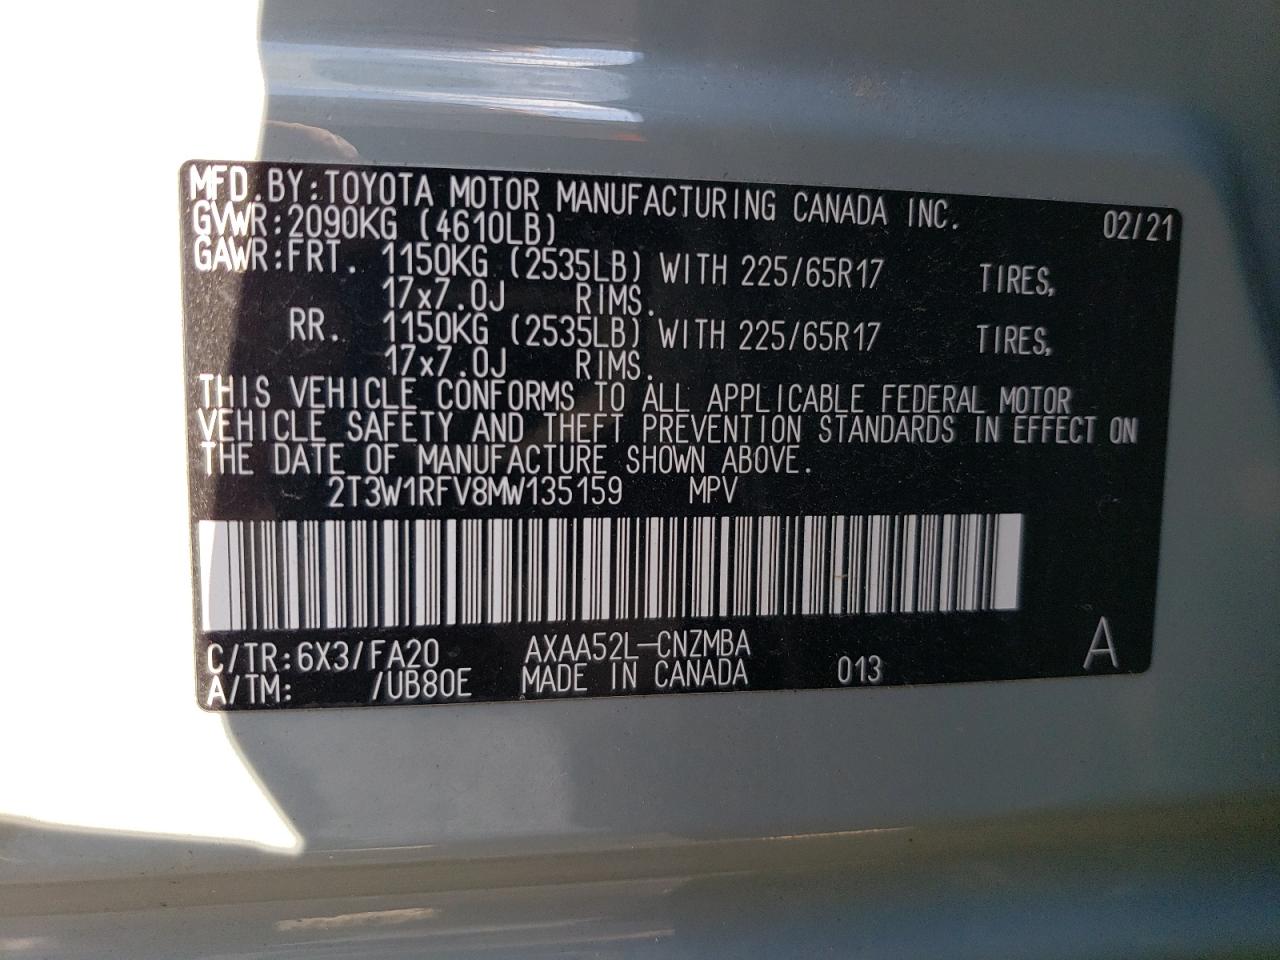 MFD.BY:TOYOTA MOTOR MANUFACTURING CANADA INC. 02/21
GVWR:2090KG (4610LB)
GAWR:FRT. 1150KG (2535LB) WITH 225/65R17 TIRES,
17x7.0J RIMS.
RR. 1150KG (2535LB) WITH 225/65R17 TIRES,
17x7.0J RIMS.
THIS VEHICLE CONFORMS TO ALL APPLICABLE FEDERAL MOTOR
VEHICLE SAFETY AND THEFT PREVENTION STANDARDS IN EFFECT ON
THE DATE OF MANUFACTURE SHOWN ABOVE.
2T3W1RFV8MW135159 MPV
C/TR:6X3/FA20 AXAA52L-CNZMBA A
A/TM: /UB80E MADE IN CANADA 013